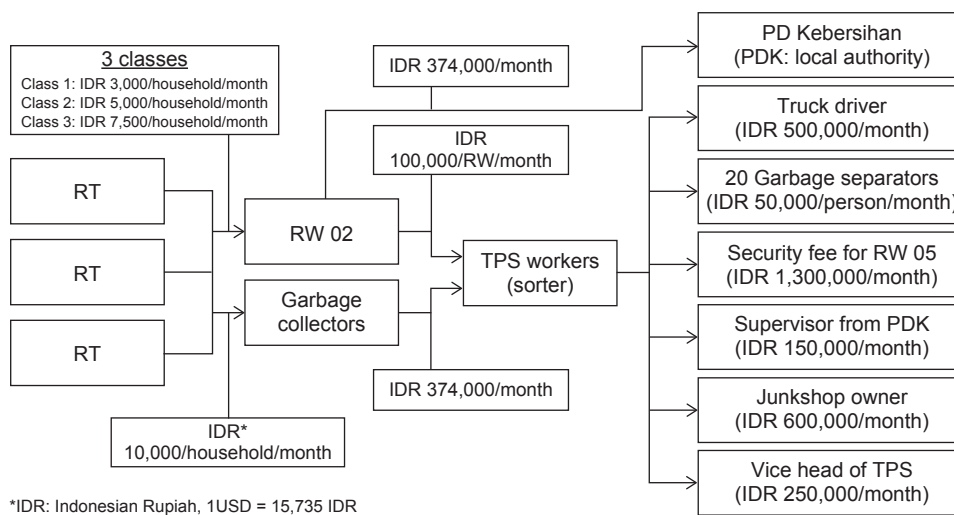 3 classes
Class 1: IDR 3,000/household/month
Class 2: IDR 5,000/household/month
Class 3: IDR 7,500/household/month
IDR 374,000/month
PD Kebersihan
(PDK: local authority)
Truck driver
(IDR 500,000/month)
IDR
100,000/RW/month
RT
20 Garbage separators
(IDR 50,000/person/month)
RW 02
RT
TPS workers
(sorter)
Security fee for RW 05
(IDR 1,300,000/month)
Garbage
collectors
RT
Supervisor from PDK
(IDR 150,000/month)
IDR 374,000/month
Junkshop owner
(IDR 600,000/month)
IDR*
10,000/household/month
Vice head of TPS
(IDR 250,000/month)
*IDR: Indonesian Rupiah, 1USD = 15,735 IDR